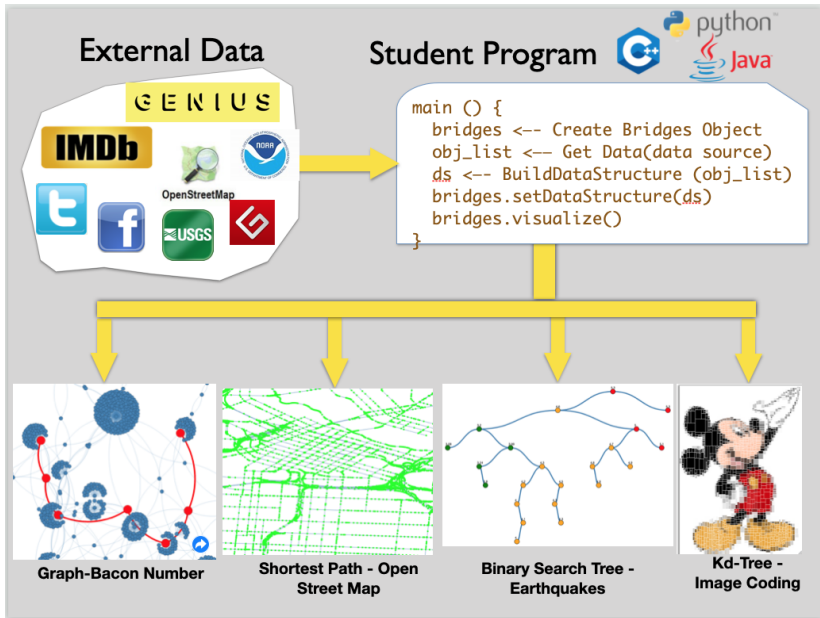 External Data
Student Program
C++
python™
Java
GENIUS
IMDb
NOAA
OpenStreetMap
USGS
main () {
bridges <-- Create Bridges Object
obj_list <-- Get Data(data source)
ds <-- BuildDataStructure (obj_list)
bridges.setDataStructure(ds)
bridges.visualize()
}
Graph-Bacon Number
Shortest Path - Open
Street Map
Binary Search Tree -
Earthquakes
Kd-Tree -
Image Coding